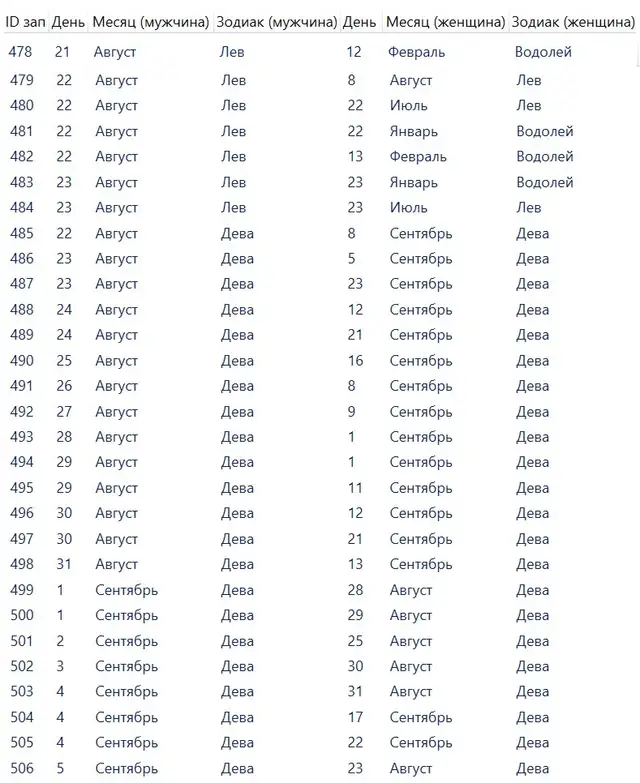 ID зап День Месяц (мужчина) Зодиак (мужчина) День Месяц (женщина) Зодиак (женщина)
478 21 Август Лев 12 Февраль Водолей
479 22 Август Лев 8 Август Лев
480 22 Август Лев 22 Июль Лев
481 22 Август Лев 22 Январь Водолей
482 22 Август Лев 13 Февраль Водолей
483 23 Август Лев 23 Январь Водолей
484 23 Август Лев 23 Июль Лев
485 22 Август Дева 8 Сентябрь Дева
486 23 Август Дева 5 Сентябрь Дева
487 23 Август Дева 23 Сентябрь Дева
488 24 Август Дева 12 Сентябрь Дева
489 24 Август Дева 21 Сентябрь Дева
490 25 Август Дева 16 Сентябрь Дева
491 26 Август Дева 8 Сентябрь Дева
492 27 Август Дева 9 Сентябрь Дева
493 28 Август Дева 1 Сентябрь Дева
494 29 Август Дева 1 Сентябрь Дева
495 29 Август Дева 11 Сентябрь Дева
496 30 Август Дева 12 Сентябрь Дева
497 30 Август Дева 21 Сентябрь Дева
498 31 Август Дева 13 Сентябрь Дева
499 1 Сентябрь Дева 28 Август Дева
500 1 Сентябрь Дева 29 Август Дева
501 2 Сентябрь Дева 25 Август Дева
502 3 Сентябрь Дева 30 Август Дева
503 4 Сентябрь Дева 31 Август Дева
504 4 Сентябрь Дева 17 Сентябрь Дева
505 4 Сентябрь Дева 22 Сентябрь Дева
506 5 Сентябрь Дева 23 Август Дева